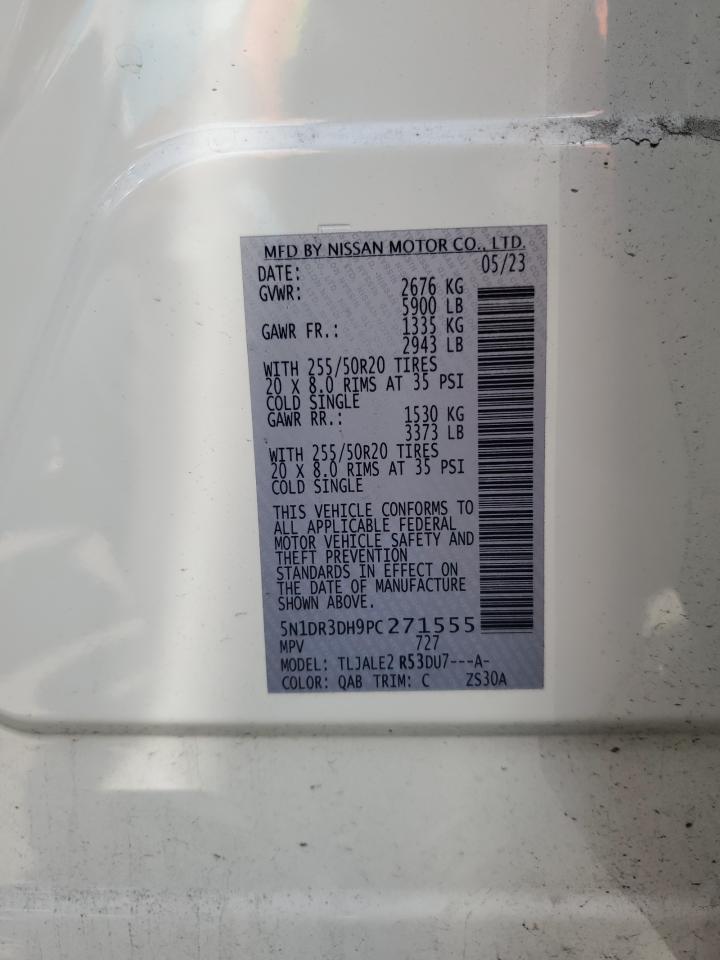 MFD BY NISSAN MOTOR CO., LTD.
DATE: 05/23
GVWR: 2676 KG
5900 LB
GAWR FR.: 1335 KG
2943 LB
WITH 255/50R20 TIRES
20 X 8.0 RIMS AT 35 PSI
COLD SINGLE
GAWR RR.: 1530 KG
3373 LB
WITH 255/50R20 TIRES
20 X 8.0 RIMS AT 35 PSI
COLD SINGLE
THIS VEHICLE CONFORMS TO
ALL APPLICABLE FEDERAL
MOTOR VEHICLE SAFETY AND
THEFT PREVENTION
STANDARDS IN EFFECT ON
THE DATE OF MANUFACTURE
SHOWN ABOVE.
5N1DR3DH9PC271555
MPV 727
MODEL: TLJALE2 R53DU7---A-
COLOR: QAB TRIM: C ZS30A